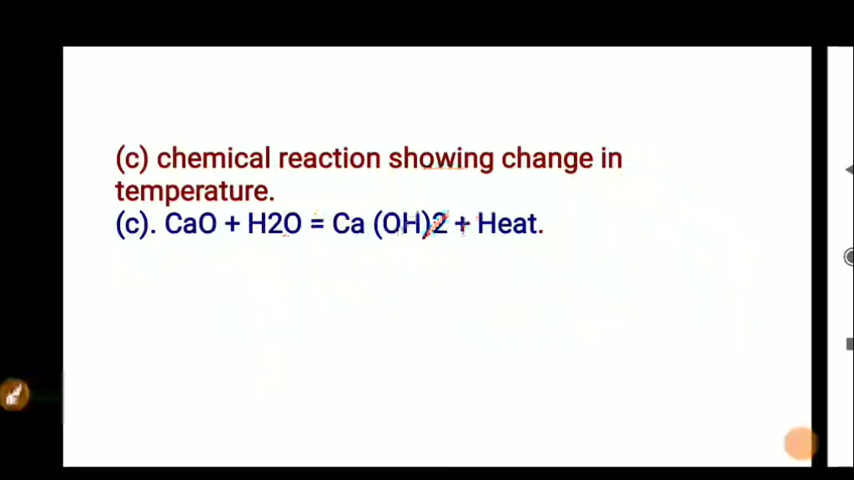 (c) chemical reaction showing change in
temperature.
(c). CaO + H2O = Ca (OH)2 + Heat.